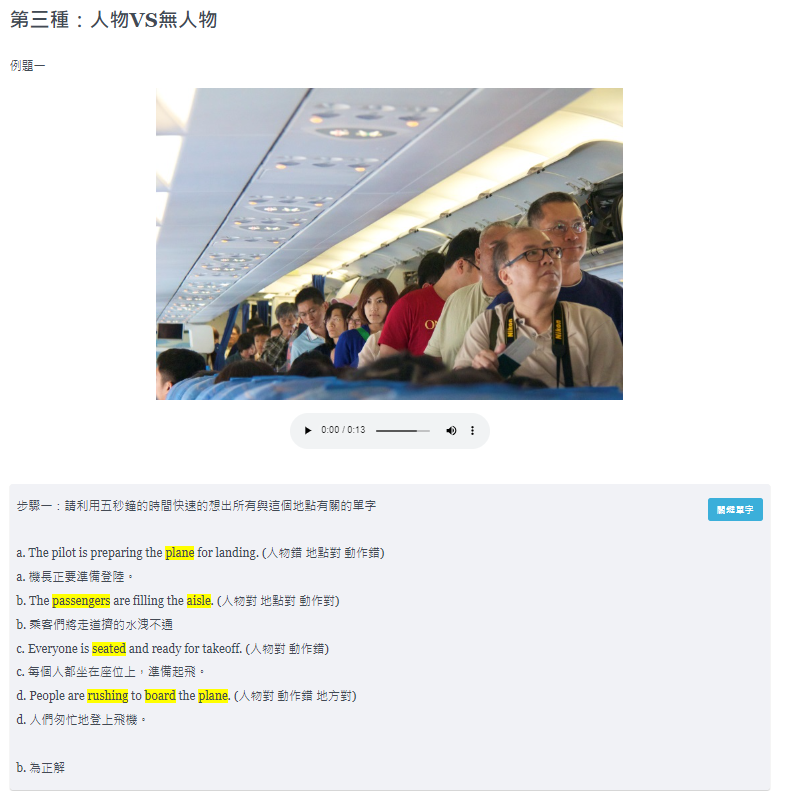 第三種：人物VS無人物
例題一
Nikon
Nikon
0:00 / 0:13
步驟一：請利用五秒鐘的時間快速的想出所有與這個地點有關的單字
關鍵單字
a. The pilot is preparing the plane for landing. (人物錯 地點對 動作錯)
a. 機長正要準備登陸。
b. The passengers are filling the aisle. (人物對 地點對 動作對)
b. 乘客們將走道擠的水洩不通
c. Everyone is seated and ready for takeoff. (人物對 動作錯)
c. 每個人都坐在座位上，準備起飛。
d. People are rushing to board the plane. (人物對 動作錯 地方對)
d. 人們匆忙地登上飛機。
b. 為正解